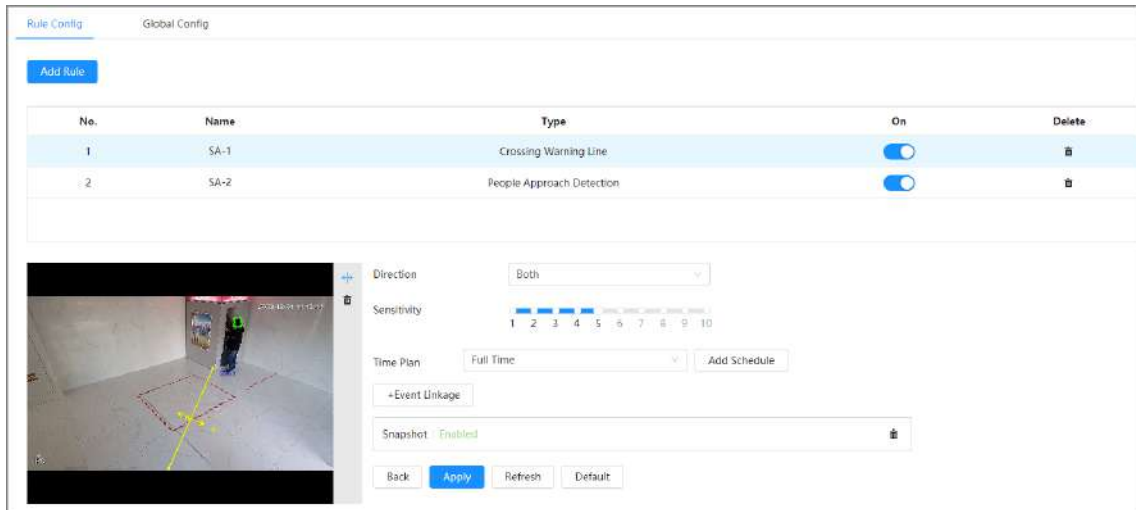 Rule Config Global Config
Add Rule
No. Name Type On Delete
1 SA-1 Crossing Warning Line
2 SA-2 People Approach Detection
Direction Both
Sensitivity
1 2 3 4 5 6 7 8 9 10
Time Plan Full Time Add Schedule
+Event Linkage
Snapshot Enabled
Back Apply Refresh Default